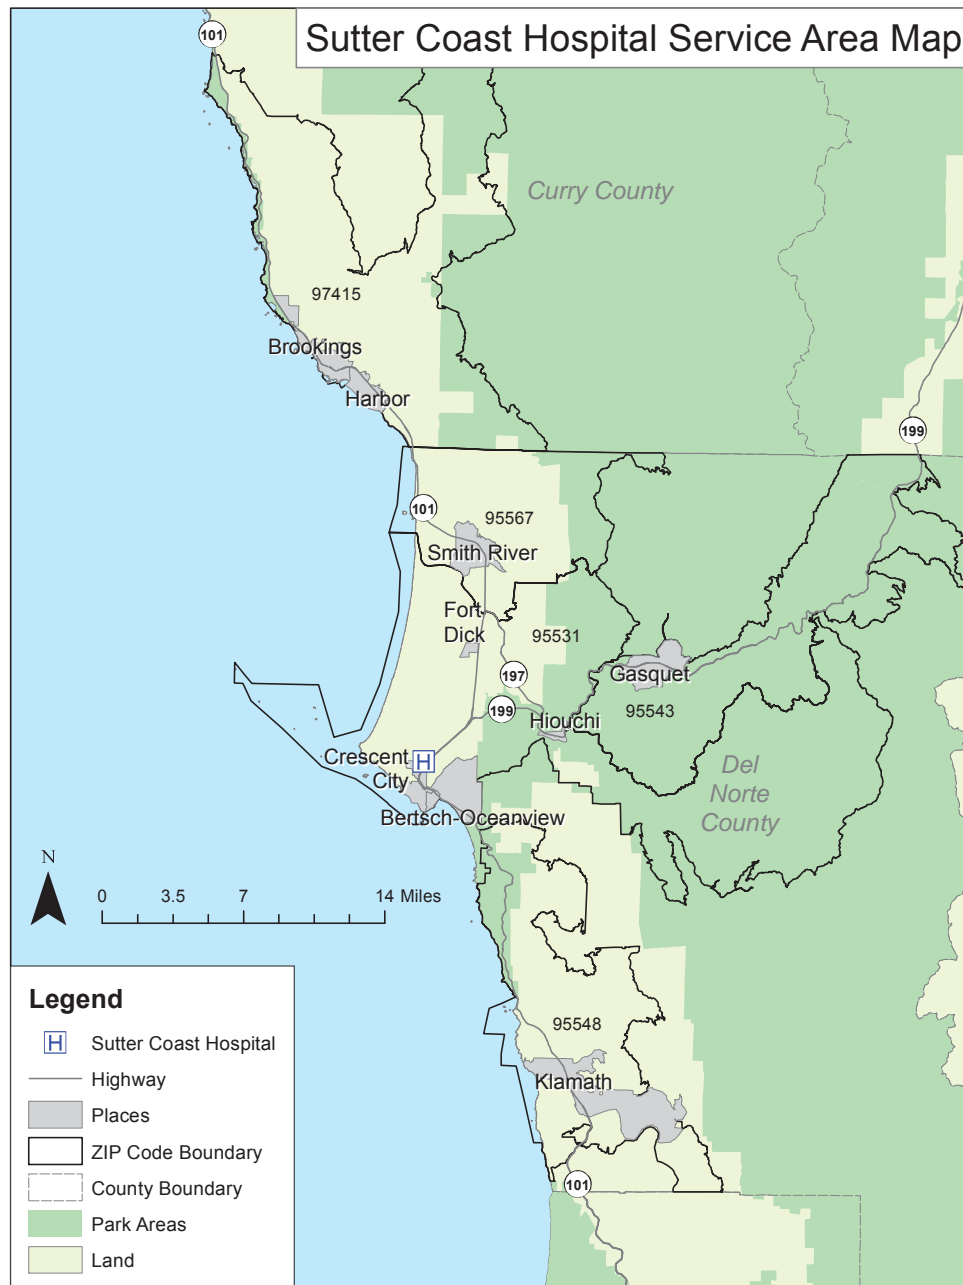 Sutter Coast Hospital Service Area Map
101
Curry County
97415
Brookings
Harbor
199
101
95567
Smith River
Fort
Dick
95531
197
Gasquet
199
Hiouchi
95543
Crescent
City
H
Del
Norte
County
Bertsch-Oceanview
N
0 3.5 7 14 Miles
95548
Klamath
101
Legend
H Sutter Coast Hospital
Highway
Places
ZIP Code Boundary
County Boundary
Park Areas
Land